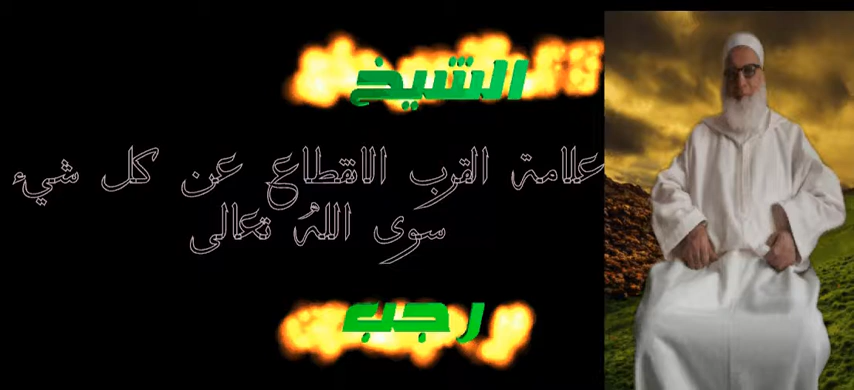 الشيخ
علامة القرب الانقطاع عن كل شيء
سوى اللهُ تعالى
رجب